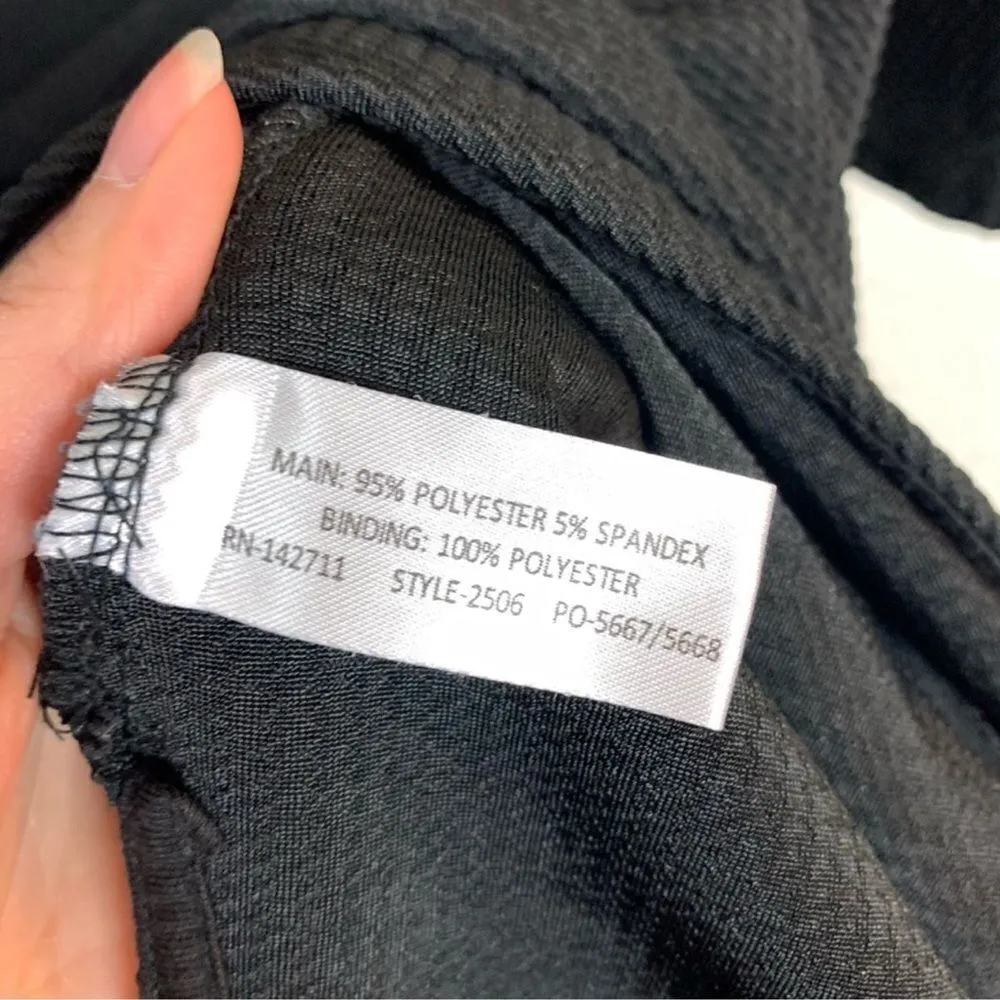 MAIN: 95% POLYESTER 5% SPANDEX
BINDING: 100% POLYESTER
RN-142711 STYLE-2506 PO-5667/5668